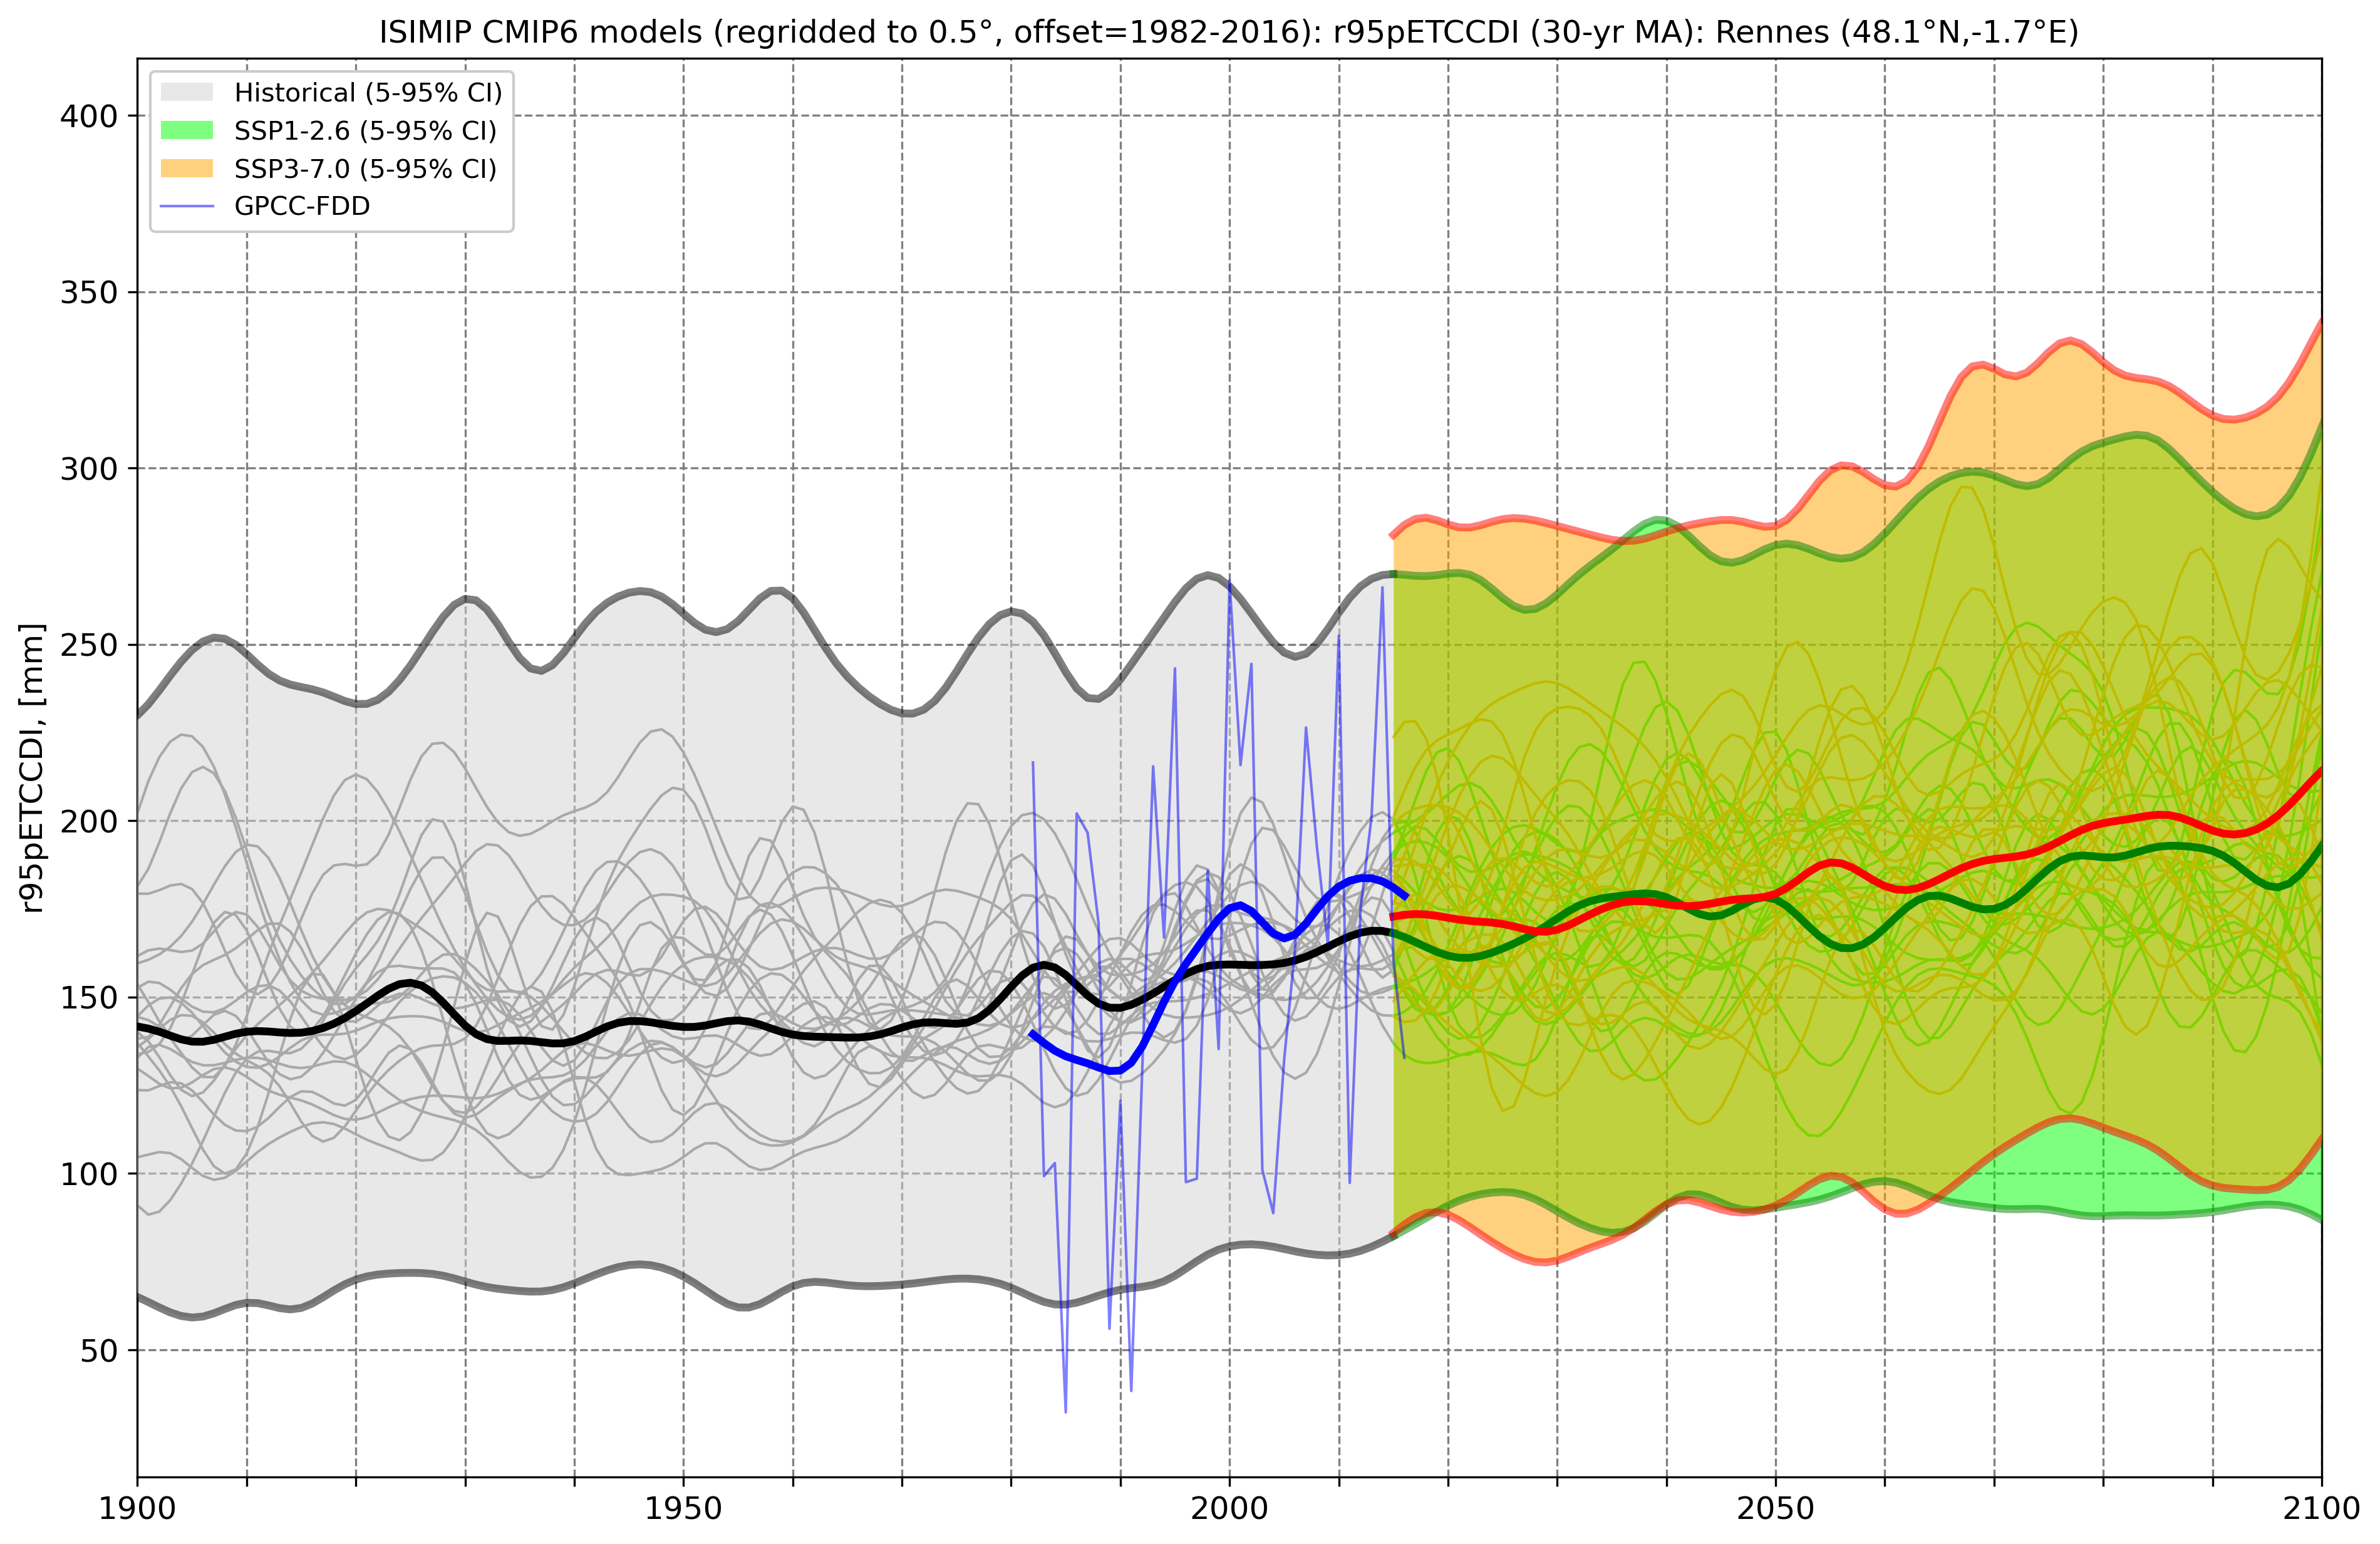 ISIMIP CMIP6 models (regridded to 0.5°, offset=1982-2016): r95pETCCDI (30-yr MA): Rennes (48.1°N,-1.7°E)
Historical (5-95% CI)
SSP1-2.6 (5-95% CI)
SSP3-7.0 (5-95% CI)
GPCC-FDD
r95pETCCDI, [mm]
400
350
300
250
200
150
100
50
1900 1950 2000 2050 2100